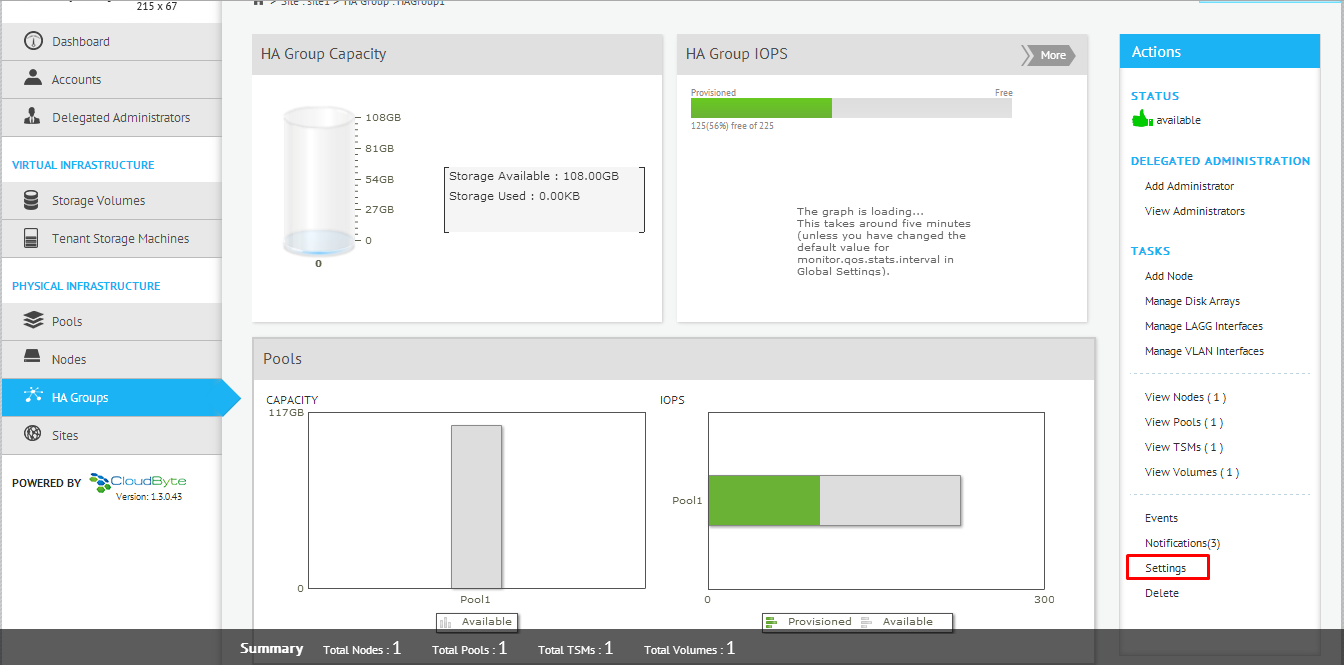 215 x 67
> Site : site1 > HA Group : HAGroup1
Dashboard
Accounts
Delegated Administrators
VIRTUAL INFRASTRUCTURE
Storage Volumes
Tenant Storage Machines
PHYSICAL INFRASTRUCTURE
Pools
Nodes
HA Groups
Sites
POWERED BY CloudByte
Version: 1.3.0.43
HA Group Capacity
108GB
81GB
54GB
27GB
0
0
Storage Available : 108.00GB
Storage Used : 0.00KB
HA Group IOPS
More
Provisioned Free
125(56%) free of 225
The graph is loading...
This takes around five minutes
(unless you have changed the
default value for
monitor.qos.stats.interval in
Global Settings).
Pools
CAPACITY
117GB
0
Pool1
Available
IOPS
Pool1
0 300
Provisioned Available
Actions
STATUS
available
DELEGATED ADMINISTRATION
Add Administrator
View Administrators
TASKS
Add Node
Manage Disk Arrays
Manage LAGG Interfaces
Manage VLAN Interfaces
View Nodes ( 1 )
View Pools ( 1 )
View TSMs ( 1 )
View Volumes ( 1 )
Events
Notifications(3)
Settings
Delete
Summary Total Nodes : 1 Total Pools : 1 Total TSMs : 1 Total Volumes : 1